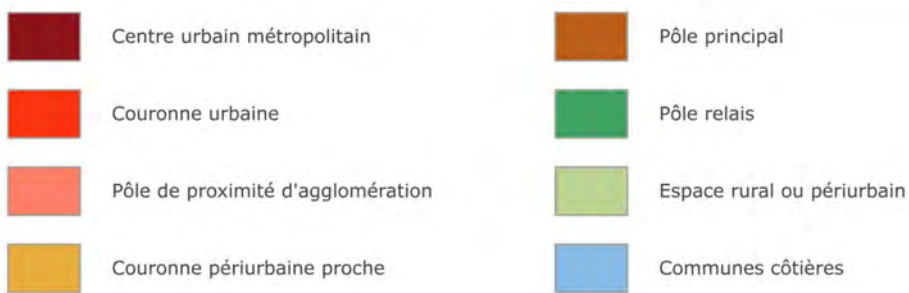 Centre urbain métropolitain
Couronne urbaine
Pôle de proximité d'agglomération
Couronne périurbaine proche
Pôle principal
Pôle relais
Espace rural ou périurbain
Communes côtières